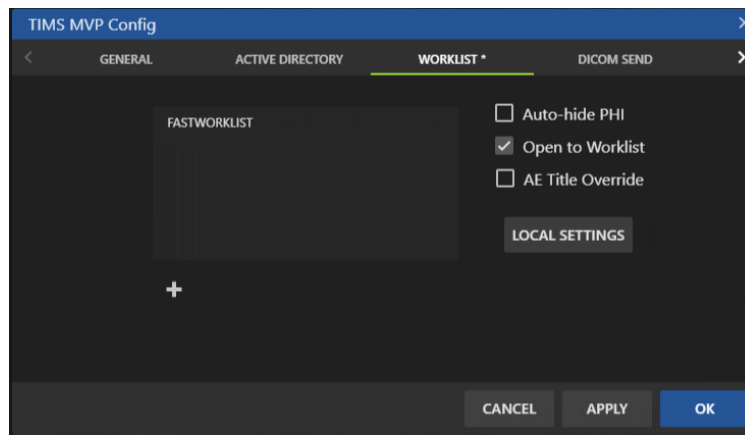 TIMS MVP Config
GENERAL ACTIVE DIRECTORY WORKLIST * DICOM SEND
FASTWORKLIST
Auto-hide PHI
Open to Worklist
AE Title Override
LOCAL SETTINGS
CANCEL APPLY OK